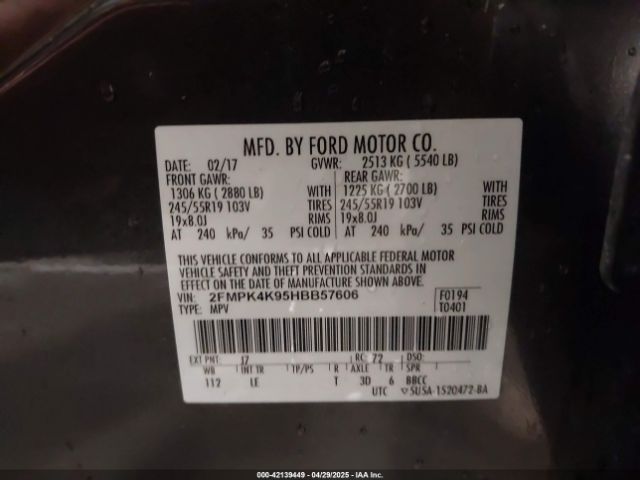 MFD. BY FORD MOTOR CO.
DATE: 02/17 GVWR: 2513 KG ( 5540 LB)
FRONT GAWR: REAR GAWR:
1306 KG ( 2880 LB) WITH 1225 KG ( 2700 LB) WITH
245/55R19 103V TIRES 245/55R19 103V TIRES
19x8.0J RIMS 19x8.0J RIMS
AT 240 kPa/ 35 PSI COLD AT 240 kPa/ 35 PSI COLD
THIS VEHICLE CONFORMS TO ALL APPLICABLE FEDERAL MOTOR
VEHICLE SAFETY AND THEFT PREVENTION STANDARDS IN
EFFECT ON THE DATE OF MANUFACTURE SHOWN ABOVE.
VIN: 2FMPK4K95HBB57606 F0194
TYPE: MPV T0401
EXT PNT: J7 RC: 72 DSO:
WB INT TR TP/PS R AXLE TR SPR
112 LE T 3D 6 BBCC
UTC ▽5U5A-1520472-BA
000-42139449 - 04/29/2025 - IAA Inc.